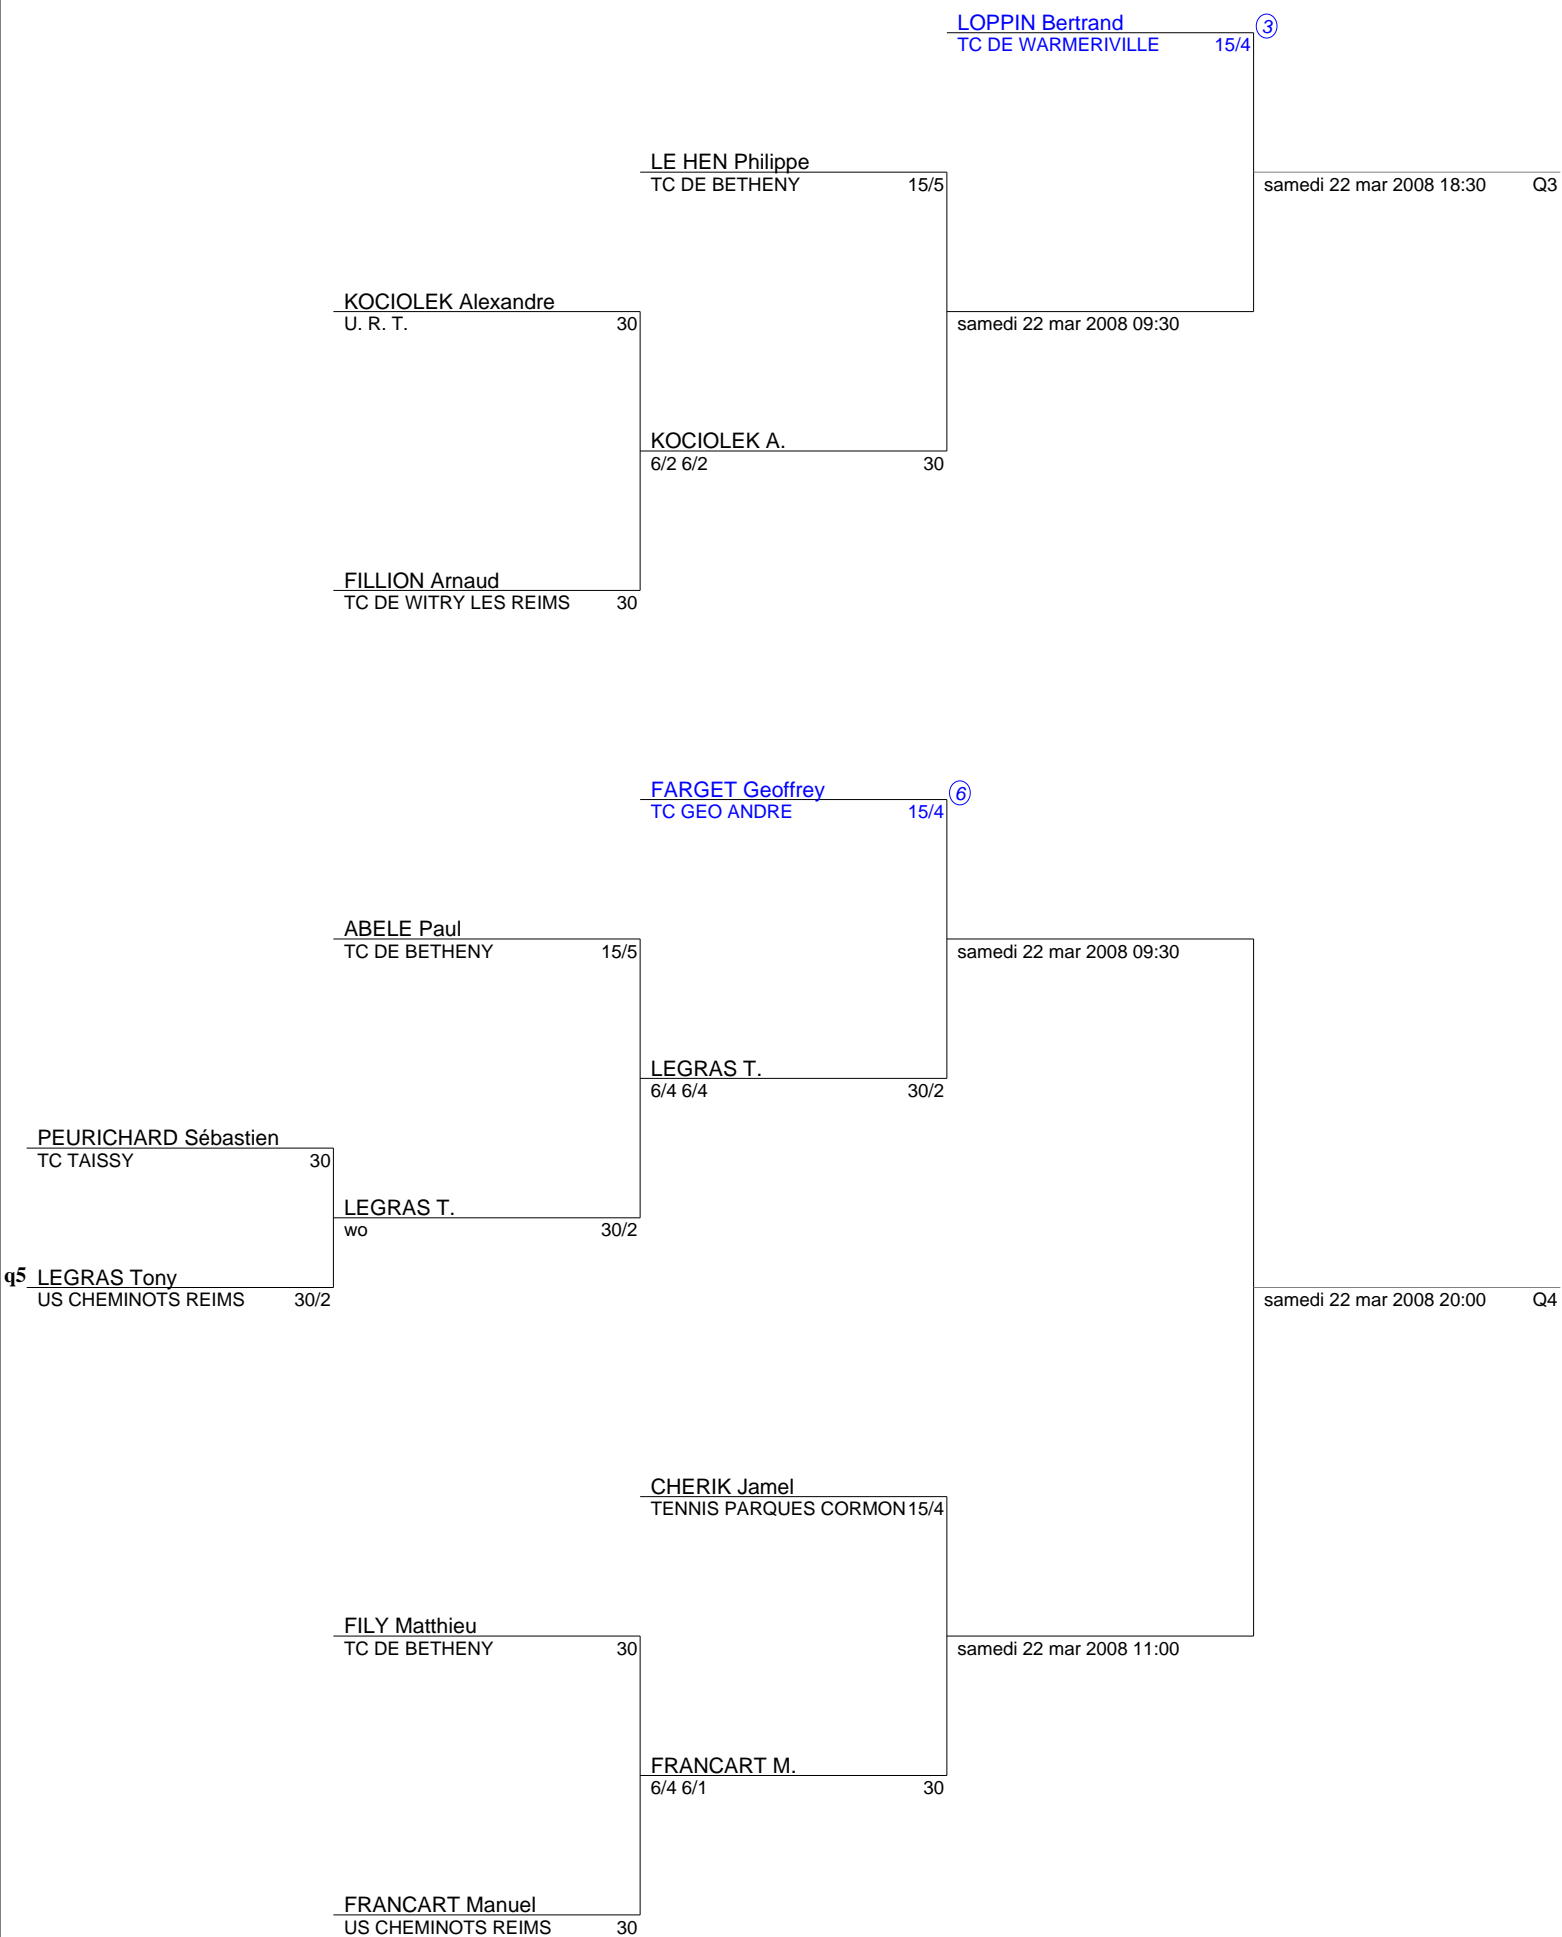 LOPPIN Bertrand 3
TC DE WARMERIVILLE 15/4
LE HEN Philippe
TC DE BETHENY 15/5
samedi 22 mar 2008 18:30 Q3
KOCIOLEK Alexandre
U. R. T. 30
samedi 22 mar 2008 09:30
KOCIOLEK A.
6/2 6/2 30
FILLION Arnaud
TC DE WITRY LES REIMS 30
FARGET Geoffrey 6
TC GEO ANDRE 15/4
ABELE Paul
TC DE BETHENY 15/5
samedi 22 mar 2008 09:30
LEGRAS T.
6/4 6/4 30/2
PEURICHARD Sébastien
TC TAISSY 30
LEGRAS T.
wo 30/2
q5 LEGRAS Tony
US CHEMINOTS REIMS 30/2
samedi 22 mar 2008 20:00 Q4
CHERIK Jamel
TENNIS PARQUES CORMON 15/4
FILY Matthieu
TC DE BETHENY 30
samedi 22 mar 2008 11:00
FRANCART M.
6/4 6/1 30
FRANCART Manuel
US CHEMINOTS REIMS 30